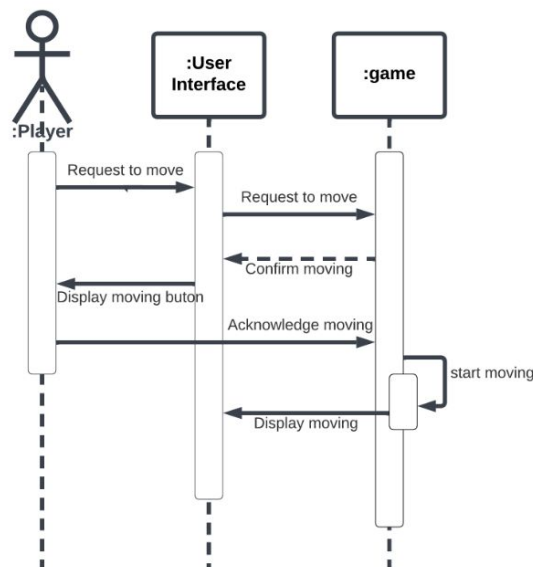 :User
Interface
:game
:Player
Request to move
Request to move
Confirm moving
Display moving buton
Acknowledge moving
start moving
Display moving